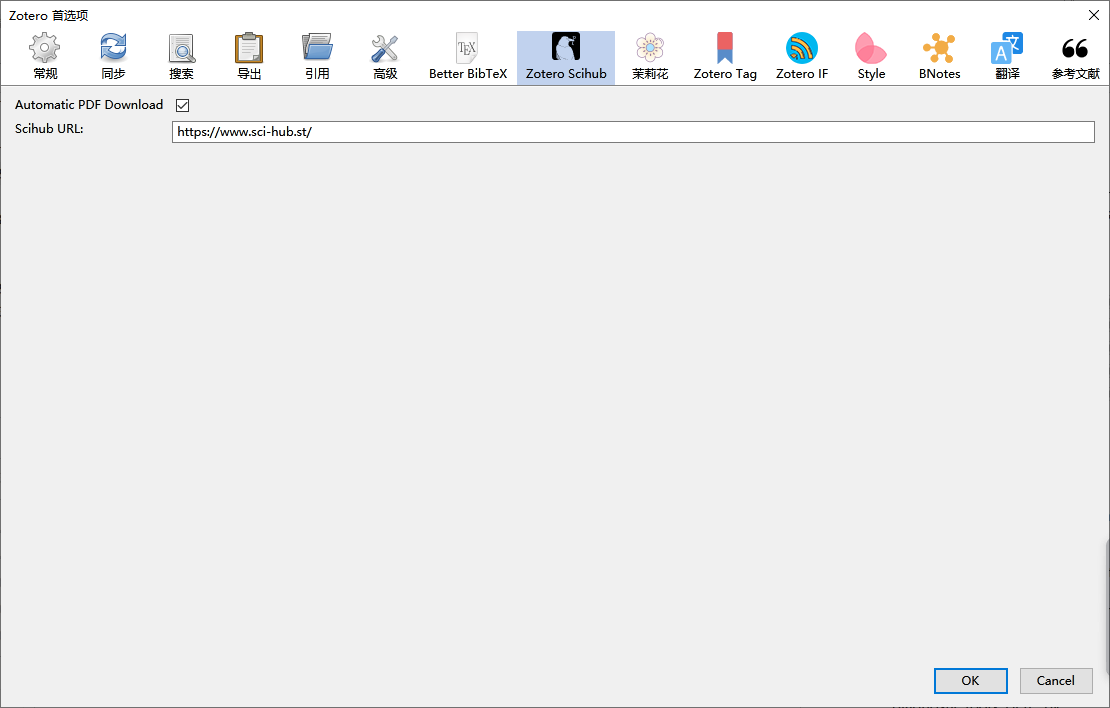 Zotero 首选项
常规
同步
搜索
导出
引用
高级
TEX
Better BibTeX
Zotero Scihub
茉莉花
Zotero Tag
Zotero IF
Style
BNotes
A 文
翻译
参考文献
Automatic PDF Download
Scihub URL:
https://www.sci-hub.st/
OK
Cancel